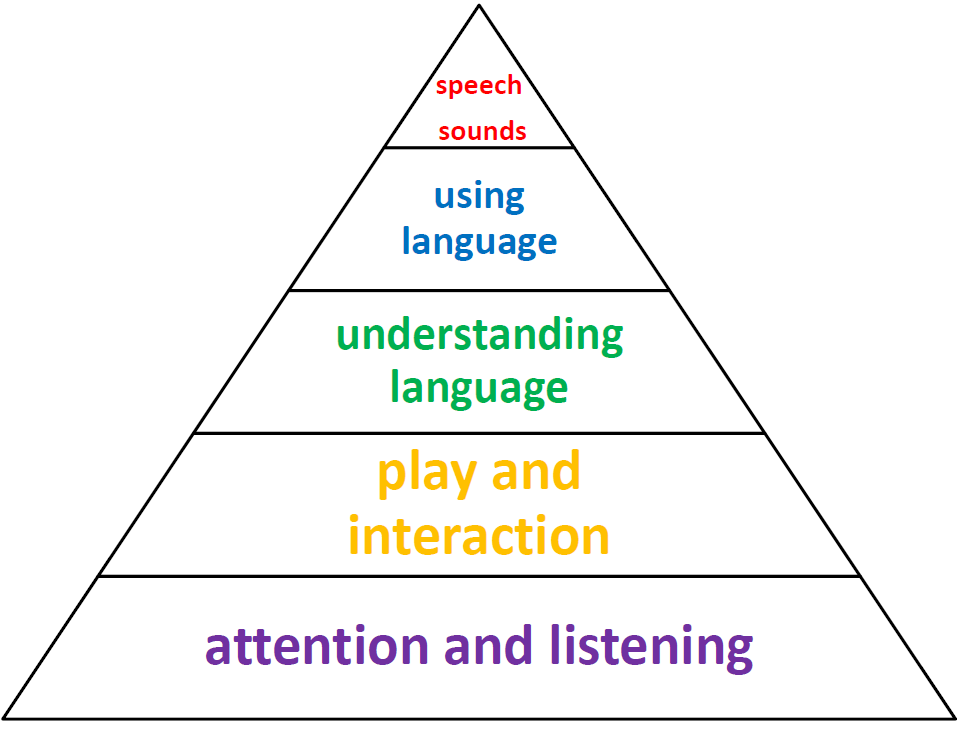 speech
sounds
using
language
understanding
language
play and
interaction
attention and listening